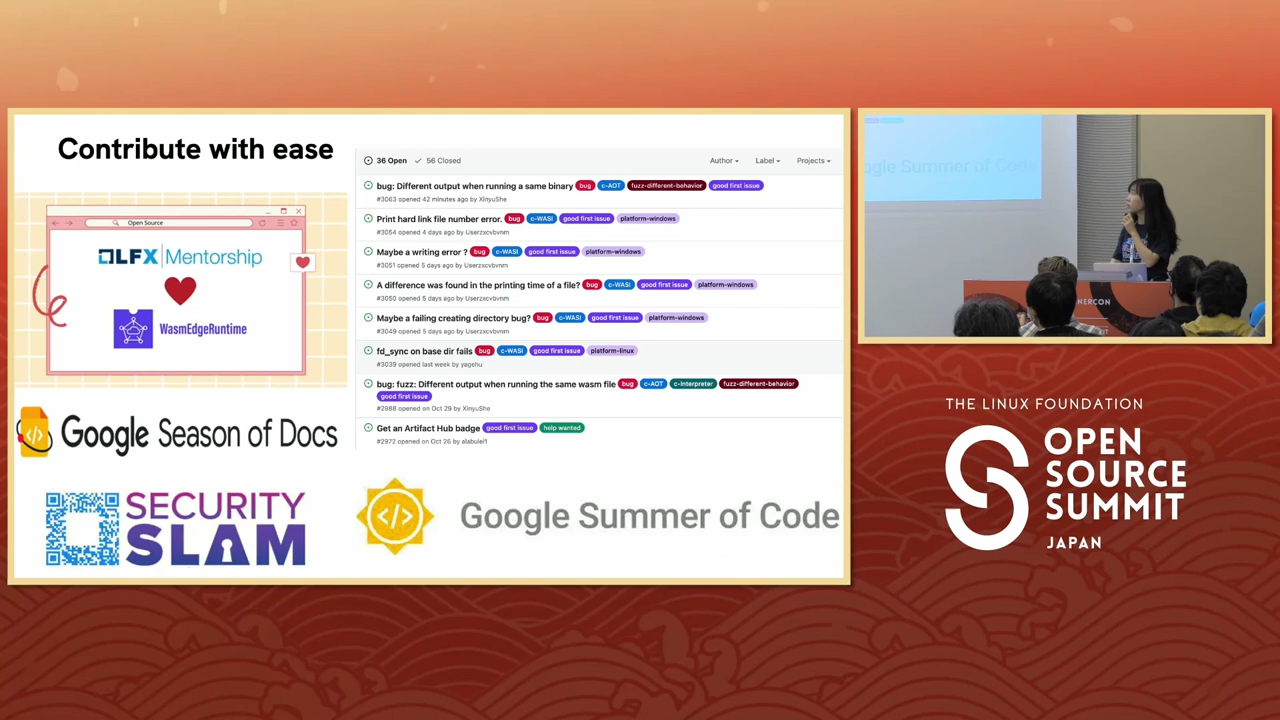 Contribute with ease
Open Source
LFX Mentorship
WasmEdgeRuntime
Google Season of Docs
SECURITY
SLAM
36 Open 56 Closed Author Label Projects
bug: Different output when running a same binary bug c-AOT fuzz-different-behavior good first issue
#3063 opened 42 minutes ago by XinyuShe
Print hard link file number error. bug c-WASI good first issue platform-windows
#3054 opened 4 days ago by Userzxcvbvnm
Maybe a writing error ? bug c-WASI good first issue platform-windows
#3051 opened 5 days ago by Userzxcvbvnm
A difference was found in the printing time of a file? bug c-WASI good first issue platform-windows
#3050 opened 5 days ago by Userzxcvbvnm
Maybe a failing creating directory bug? bug c-WASI good first issue platform-windows
#3049 opened 5 days ago by Userzxcvbvnm
fd_sync on base dir fails bug c-WASI good first issue platform-linux
#3039 opened last week by yagehu
bug: fuzz: Different output when running the same wasm file bug c-AOT c-Interpreter fuzz-different-behavior
good first issue
#2988 opened on Oct 29 by XinyuShe
Get an Artifact Hub badge good first issue help wanted
#2972 opened on Oct 26 by alabulei1
Google Summer of Code
ogle Summer of Code
NERCON
MIT
THE LINUX FOUNDATION
OPEN
SOURCE
SUMMIT
JAPAN